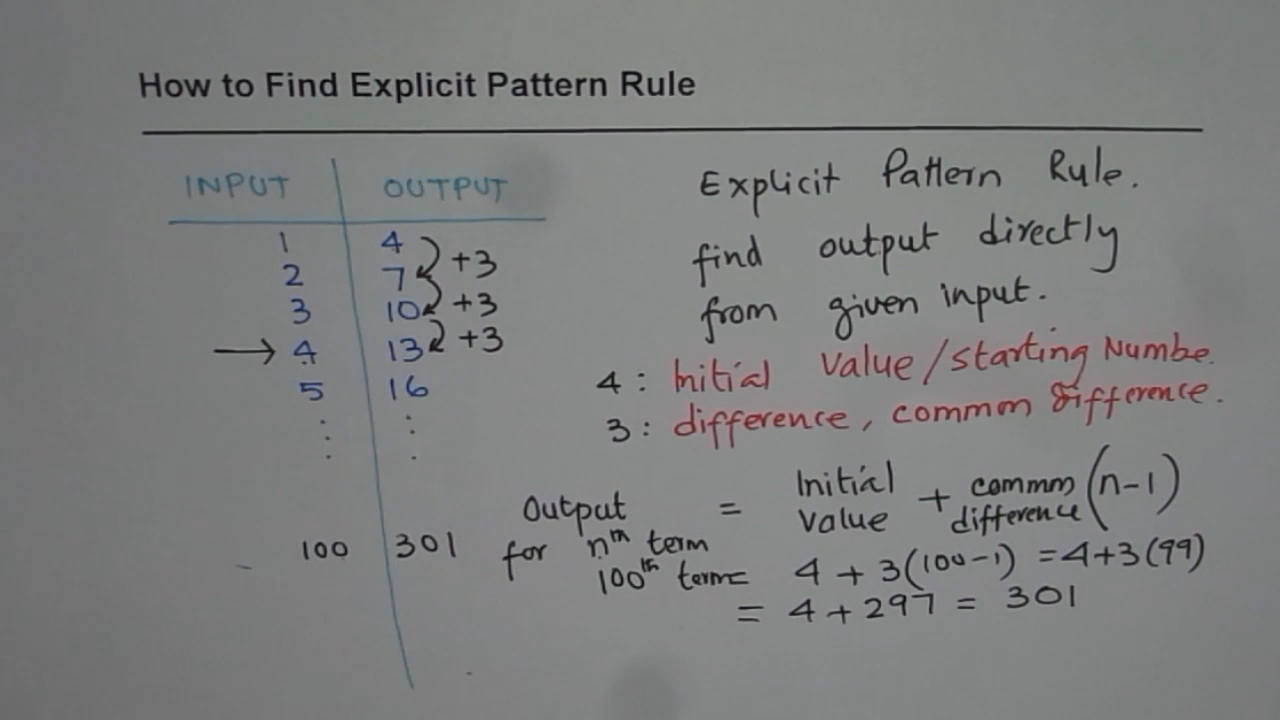 How to Find Explicit Pattern Rule
INPUT OUTPUT
1 4
2 7
3 10
4 13
5 16
+3
+3
+3
100 301
Explicit Pattern Rule.
find output directly
from given input.
4 : Initial Value/Starting Numbe.
3 : difference, common difference.
Output = Initial + common (n-1)
Value difference
for nth term
100th term = 4 + 3(100-1) = 4+3(99)
= 4 + 297 = 301